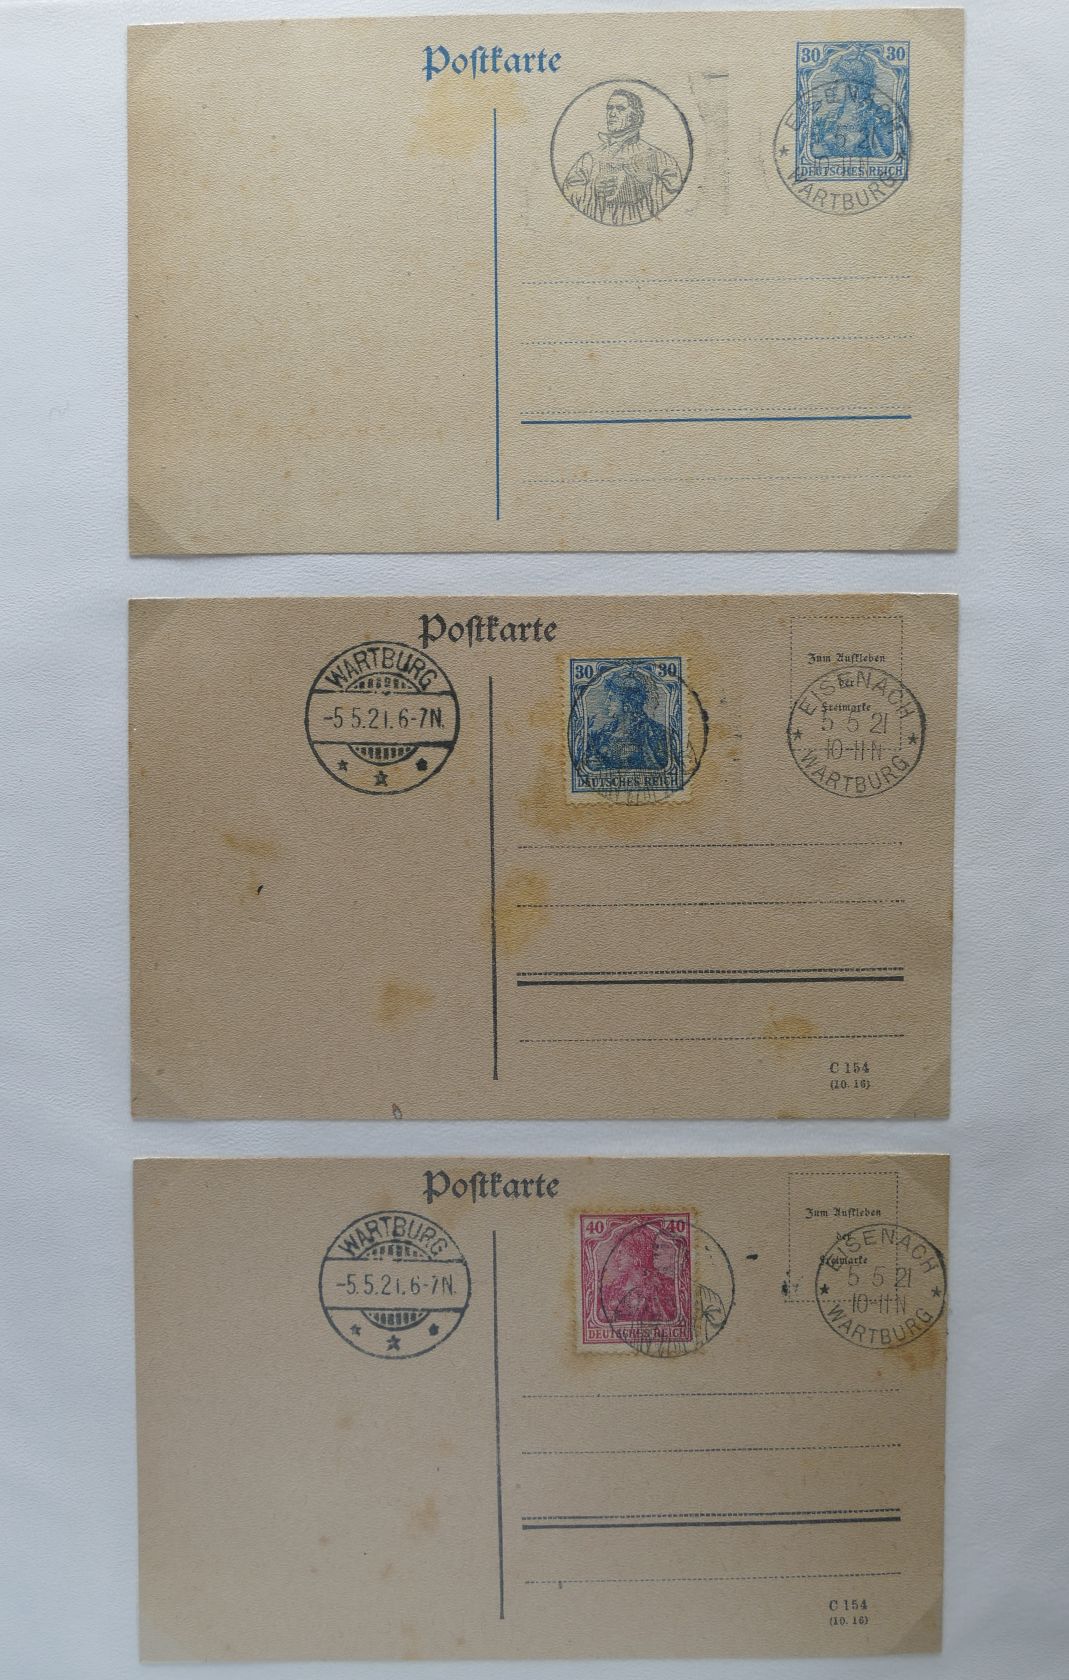 Postkarte
30 30
DEUTSCHES REICH
WARTBURG
Postkarte
WARTBURG
-5.5.21.6-7N.
30 30
DEUTSCHES REICH
Zum Aufkleben
der
Freimarke
EISENACH
5 5 21
10-11 N
WARTBURG
C 154
(10. 16)
Postkarte
WARTBURG
-5.5.21.6-7N.
40 40
DEUTSCHES REICH
Zum Aufkleben
der
Freimarke
EISENACH
5 5 21
10-11 N
WARTBURG
C 154
(10. 16)